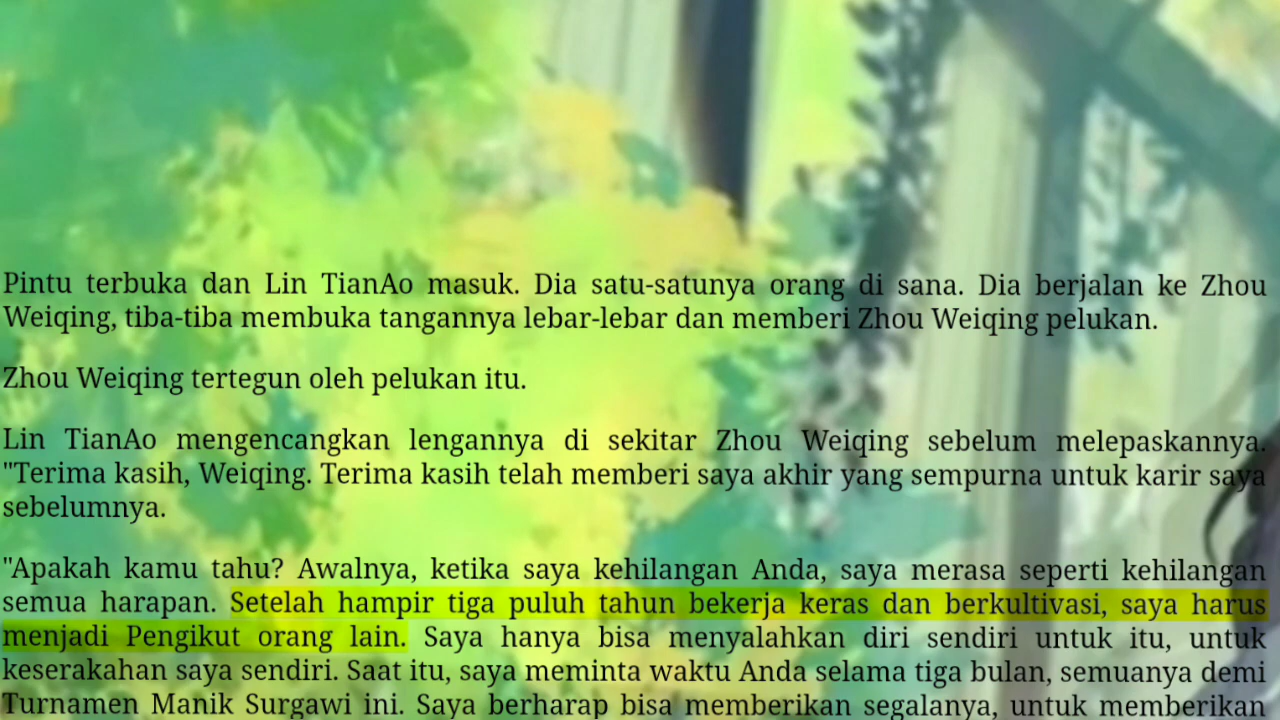 Pintu terbuka dan Lin TianAo masuk. Dia satu-satunya orang di sana. Dia berjalan ke Zhou
Weiqing, tiba-tiba membuka tangannya lebar-lebar dan memberi Zhou Weiqing pelukan.
Zhou Weiqing tertegun oleh pelukan itu.
Lin TianAo mengencangkan lengannya di sekitar Zhou Weiqing sebelum melepaskannya.
"Terima kasih, Weiqing. Terima kasih telah memberi saya akhir yang sempurna untuk karir saya
sebelumnya.
"Apakah kamu tahu? Awalnya, ketika saya kehilangan Anda, saya merasa seperti kehilangan
semua harapan. Setelah hampir tiga puluh tahun bekerja keras dan berkultivasi, saya harus
menjadi Pengikut orang lain. Saya hanya bisa menyalahkan diri sendiri untuk itu, untuk
keserakahan saya sendiri. Saat itu, saya meminta waktu Anda selama tiga bulan, semuanya demi
Turnamen Manik Surgawi ini. Saya berharap bisa memberikan segalanya, untuk memberikan